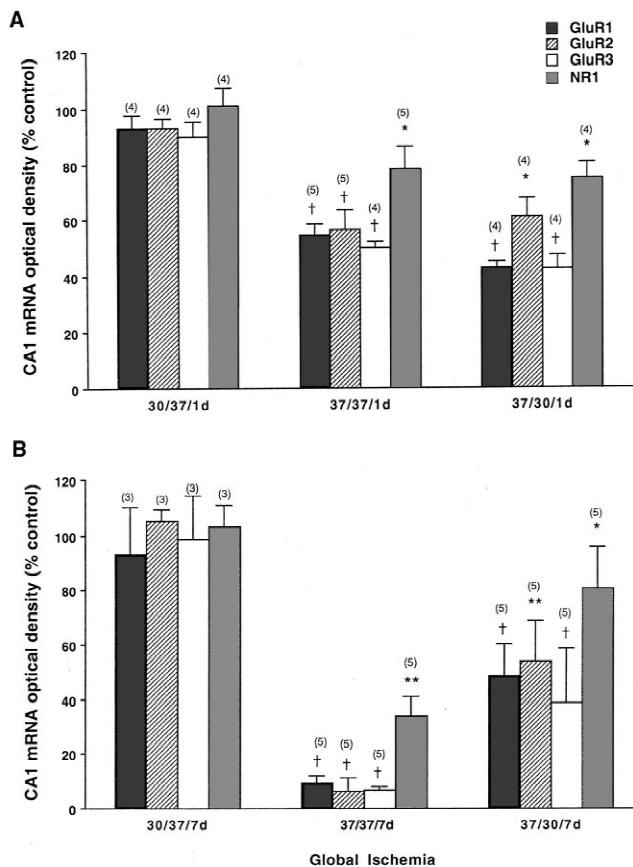 A
GluR1
GluR2
GluR3
NR1
CA1 mRNA optical density (% control)
120
100
80
60
40
20
0
(4) (4) (4) (4)
(5) † (5) † (4) † (5) *
(4) † (4) * (4) † (4) *
30/37/1d 37/37/1d 37/30/1d
B
CA1 mRNA optical density (% control)
120
100
80
60
40
20
0
(3) (3) (3) (3)
(5) † (5) † (5) † (5) **
(5) † (5) ** (5) † (5) *
30/37/7d 37/37/7d 37/30/7d
Global Ischemia